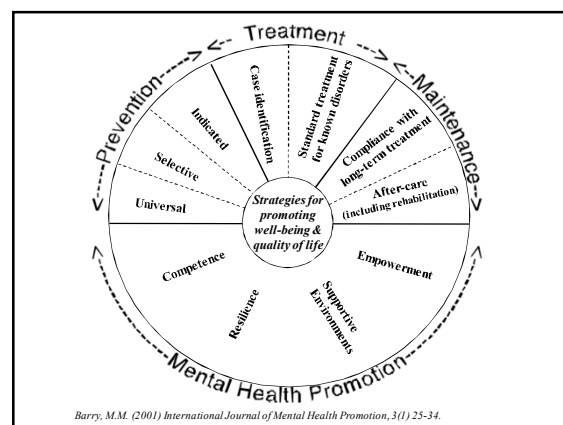 Treatment
Prevention
Maintenance
Universal
Selective
Indicated
Case identification
Standard treatment
for known disorders
Compliance with
long-term treatment
After-care
(including rehabilitation)
Strategies for
promoting
well-being &
quality of life
Competence
Resilience
Supportive
Environments
Empowerment
Mental Health Promotion
Barry, M.M. (2001) International Journal of Mental Health Promotion, 3(1) 25-34.